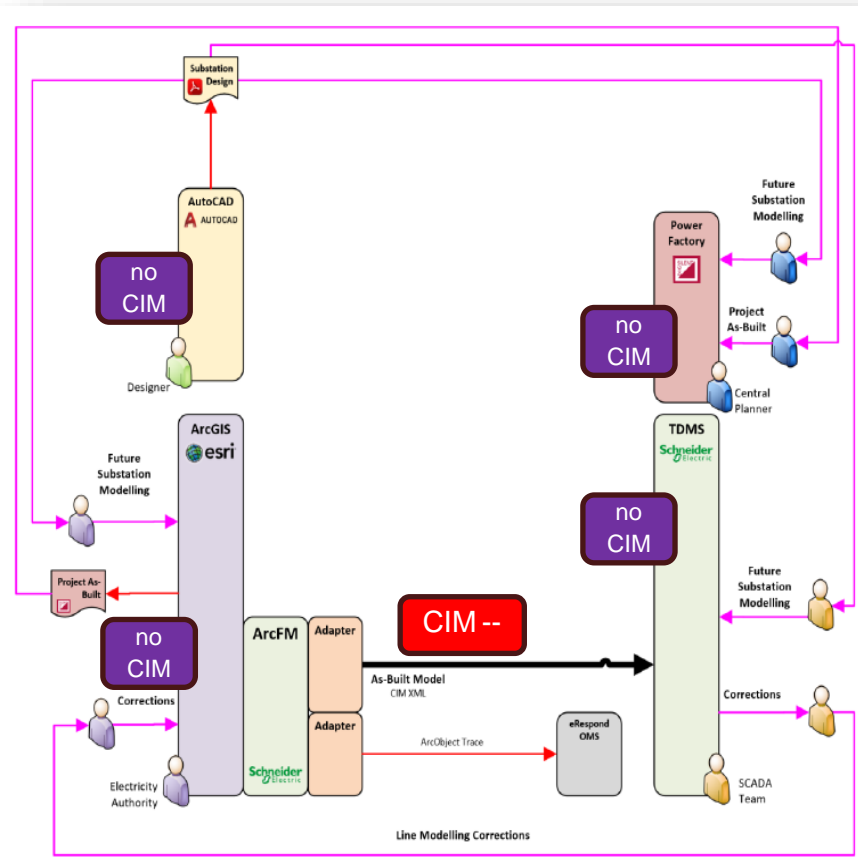 Substation
Design
AutoCAD
AUTOCAD
no
CIM
Designer
Future
Substation
Modelling
Power
Factory
no
CIM
Project
As-Built
Central
Planner
ArcGIS
esri
Future
Substation
Modelling
Project As-
Built
no
CIM
Corrections
Electricity
Authority
ArcFM
Schneider
Electric
Adapter
Adapter
CIM --
As-Built Model
CIM XML
ArcObject Trace
eRespond
OMS
TDMS
Schneider
Electric
no
CIM
Future
Substation
Modelling
Corrections
SCADA
Team
Line Modelling Corrections